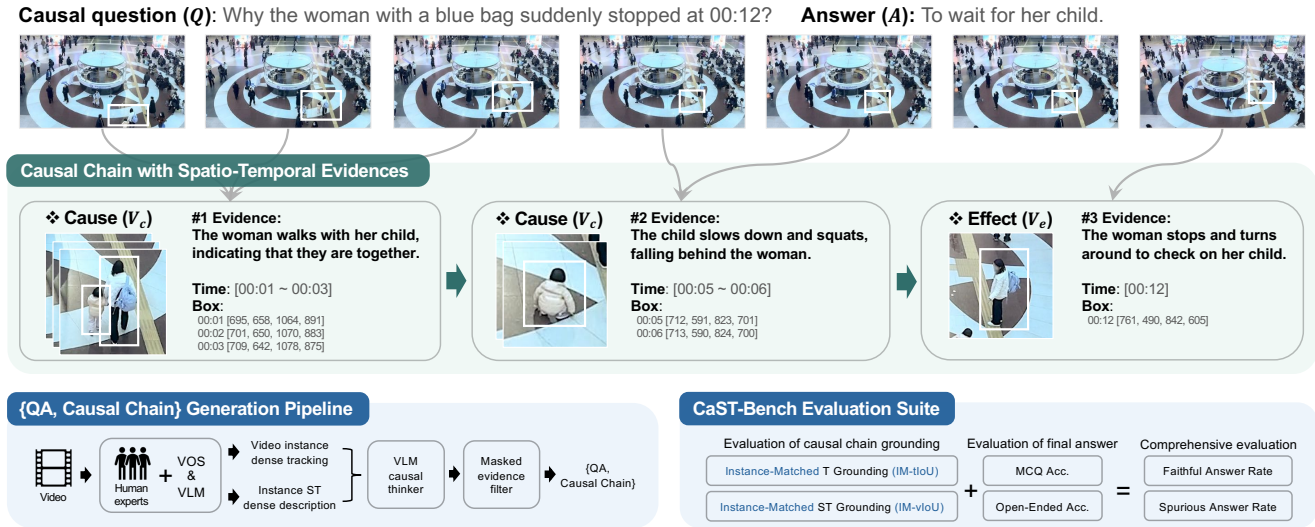 Causal question (Q): Why the woman with a blue bag suddenly stopped at 00:12? Answer (A): To wait for her child.
Causal Chain with Spatio-Temporal Evidences
❖ Cause (Vc)
#1 Evidence:
The woman walks with her child,
indicating that they are together.
Time: [00:01 ~ 00:03]
Box:
00:01 [695, 658, 1064, 891]
00:02 [701, 650, 1070, 883]
00:03 [709, 642, 1078, 875]
❖ Cause (Vc)
#2 Evidence:
The child slows down and squats,
falling behind the woman.
Time: [00:05 ~ 00:06]
Box:
00:05 [712, 591, 823, 701]
00:06 [713, 590, 824, 700]
❖ Effect (Ve)
#3 Evidence:
The woman stops and turns
around to check on her child.
Time: [00:12]
Box:
00:12 [761, 490, 842, 605]
{QA, Causal Chain} Generation Pipeline
Video
Human
experts
+
VOS
&
VLM
Video instance
dense tracking
Instance ST
dense description
VLM
causal
thinker
Masked
evidence
filter
{QA,
Causal Chain}
CaST-Bench Evaluation Suite
Evaluation of causal chain grounding
Instance-Matched T Grounding (IM-tIoU)
Instance-Matched ST Grounding (IM-vIoU)
+
Evaluation of final answer
MCQ Acc.
Open-Ended Acc.
=
Comprehensive evaluation
Faithful Answer Rate
Spurious Answer Rate